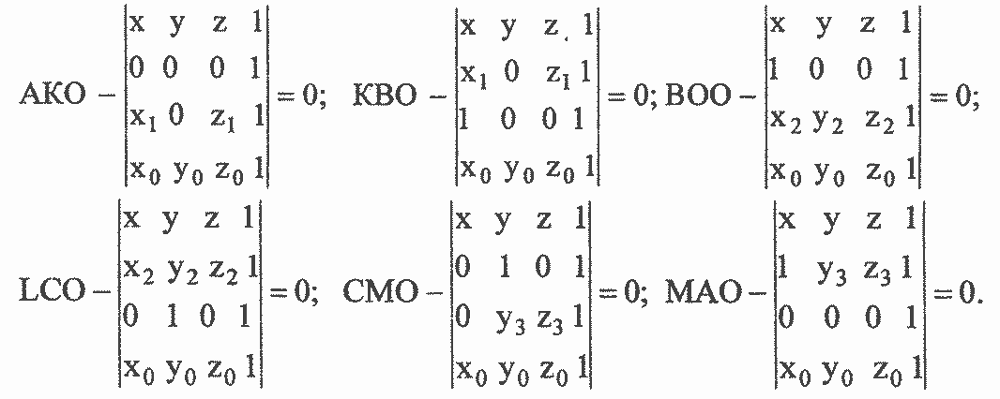 x y z 1 x y z . 1 x y z 1
0 0 0 1 x₁ 0 z₁ 1 1 0 0 1
АКО – = 0; КВО – = 0; ВОО – = 0;
x₁ 0 z₁ 1 1 0 0 1 x₂ y₂ z₂ 1
x₀ y₀ z₀ 1 x₀ y₀ z₀ 1 x₀ y₀ z₀ 1
x y z 1 x y z 1 x y z 1
x₂ y₂ z₂ 1 0 1 0 1 1 y₃ z₃ 1
LCO – = 0; CMO – = 0; MAO – = 0.
0 1 0 1 0 y₃ z₃ 1 0 0 0 1
x₀ y₀ z₀ 1 x₀ y₀ z₀ 1 x₀ y₀ z₀ 1